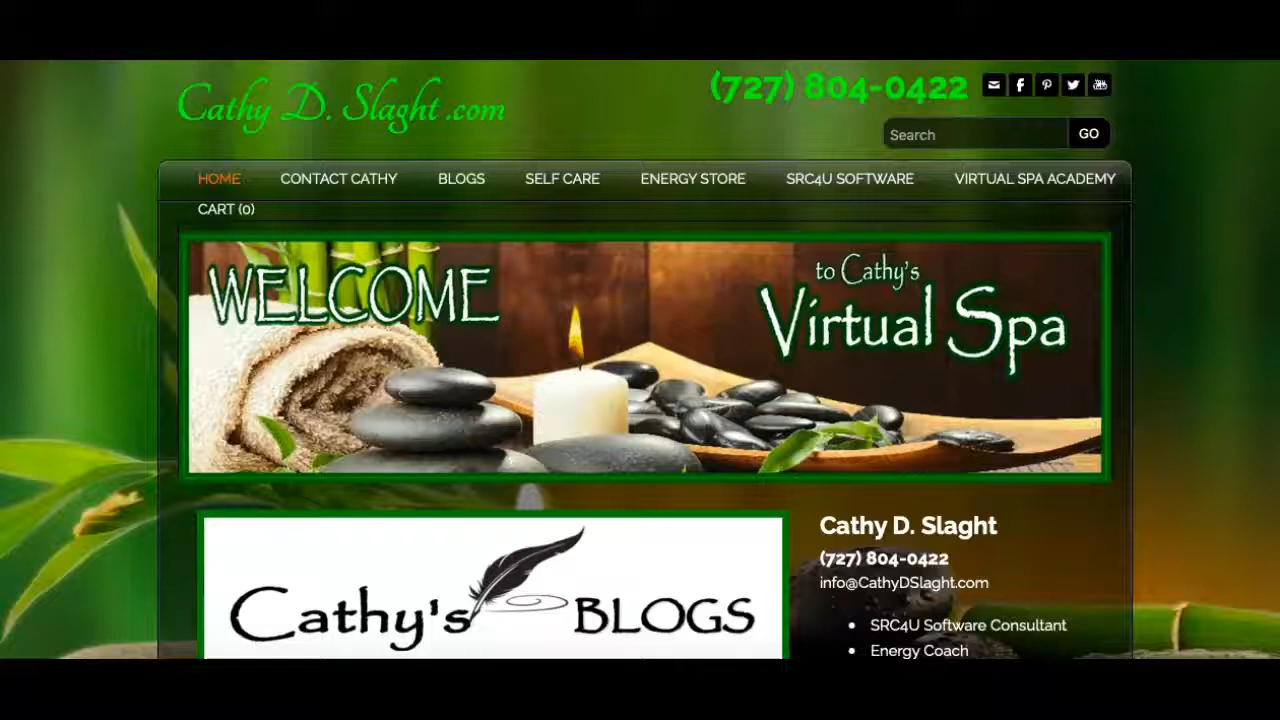 Cathy D. Slaght .com
(727) 804-0422
Search
GO
HOME
CONTACT CATHY
BLOGS
SELF CARE
ENERGY STORE
SRC4U SOFTWARE
VIRTUAL SPA ACADEMY
CART (0)
WELCOME
to Cathy's
Virtual Spa
Cathy's BLOGS
Cathy D. Slaght
(727) 804-0422
info@CathyDSlaght.com
SRC4U Software Consultant
Energy Coach